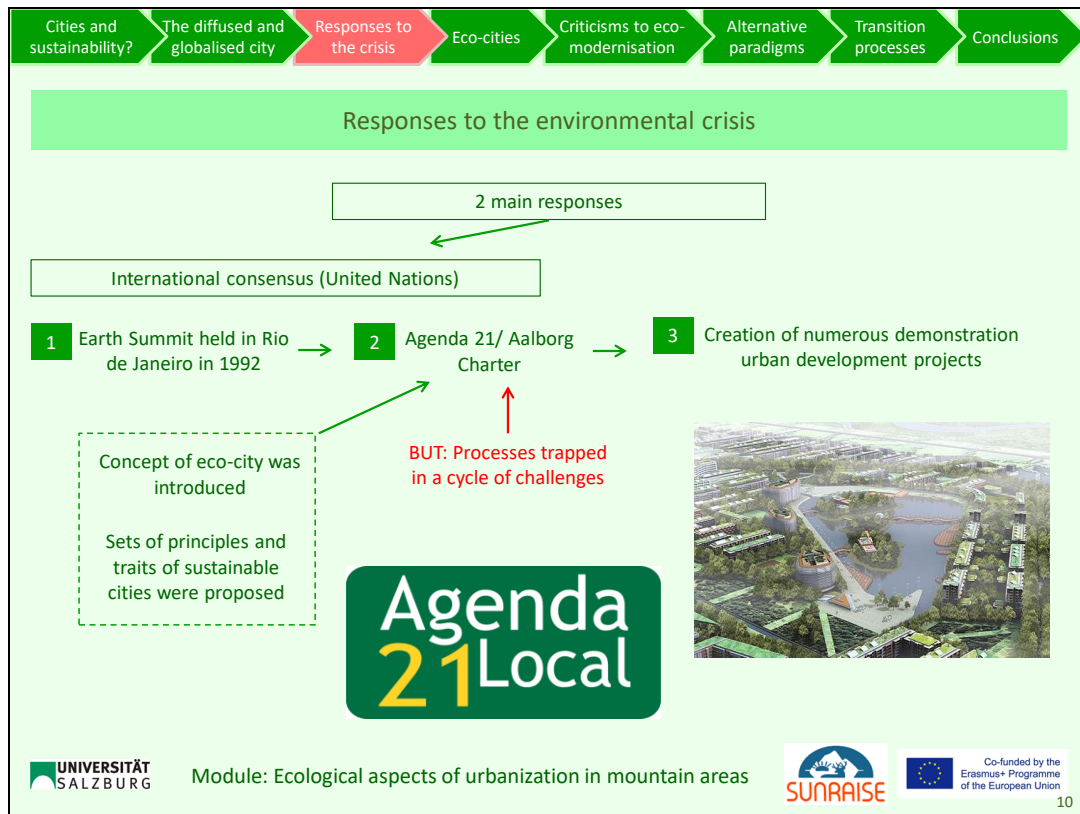 Cities and
sustainability?
The diffused and
globalised city
Responses to
the crisis
Eco-cities
Criticisms to eco-
modernisation
Alternative
paradigms
Transition
processes
Conclusions
Responses to the environmental crisis
2 main responses
International consensus (United Nations)
1
Earth Summit held in Rio
de Janeiro in 1992
2
Agenda 21/ Aalborg
Charter
3
Creation of numerous demonstration
urban development projects
Concept of eco-city was
introduced
Sets of principles and
traits of sustainable
cities were proposed
BUT: Processes trapped
in a cycle of challenges
Agenda
21 Local
UNIVERSITÄT
SALZBURG
Module: Ecological aspects of urbanization in mountain areas
SUNRAISE
Co-funded by the
Erasmus+ Programme
of the European Union
10